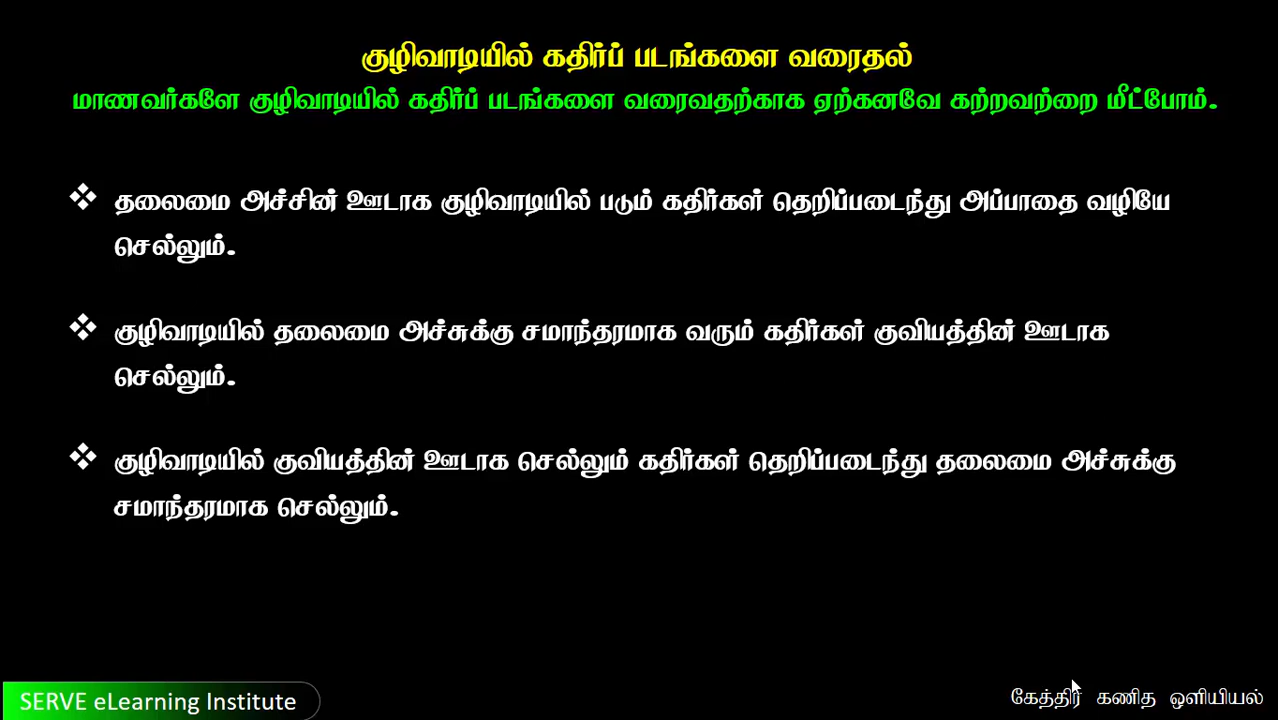 குழிவாடியில் கதிர்ப் படங்களை வரைதல்
மாணவர்களே குழிவாடியில் கதிர்ப் படங்களை வரைவதற்காக ஏற்கனவே கற்றவற்றை மீட்போம்.
❖ தலைமை அச்சின் ஊடாக குழிவாடியில் படும் கதிர்கள் தெறிப்படைந்து அப்பாதை வழியே
செல்லும்.
❖ குழிவாடியில் தலைமை அச்சுக்கு சமாந்தரமாக வரும் கதிர்கள் குவியத்தின் ஊடாக
செல்லும்.
❖ குழிவாடியில் குவியத்தின் ஊடாக செல்லும் கதிர்கள் தெறிப்படைந்து தலைமை அச்சுக்கு
சமாந்தரமாக செல்லும்.
SERVE eLearning Institute
கேத்திர கணித ஒளியியல்